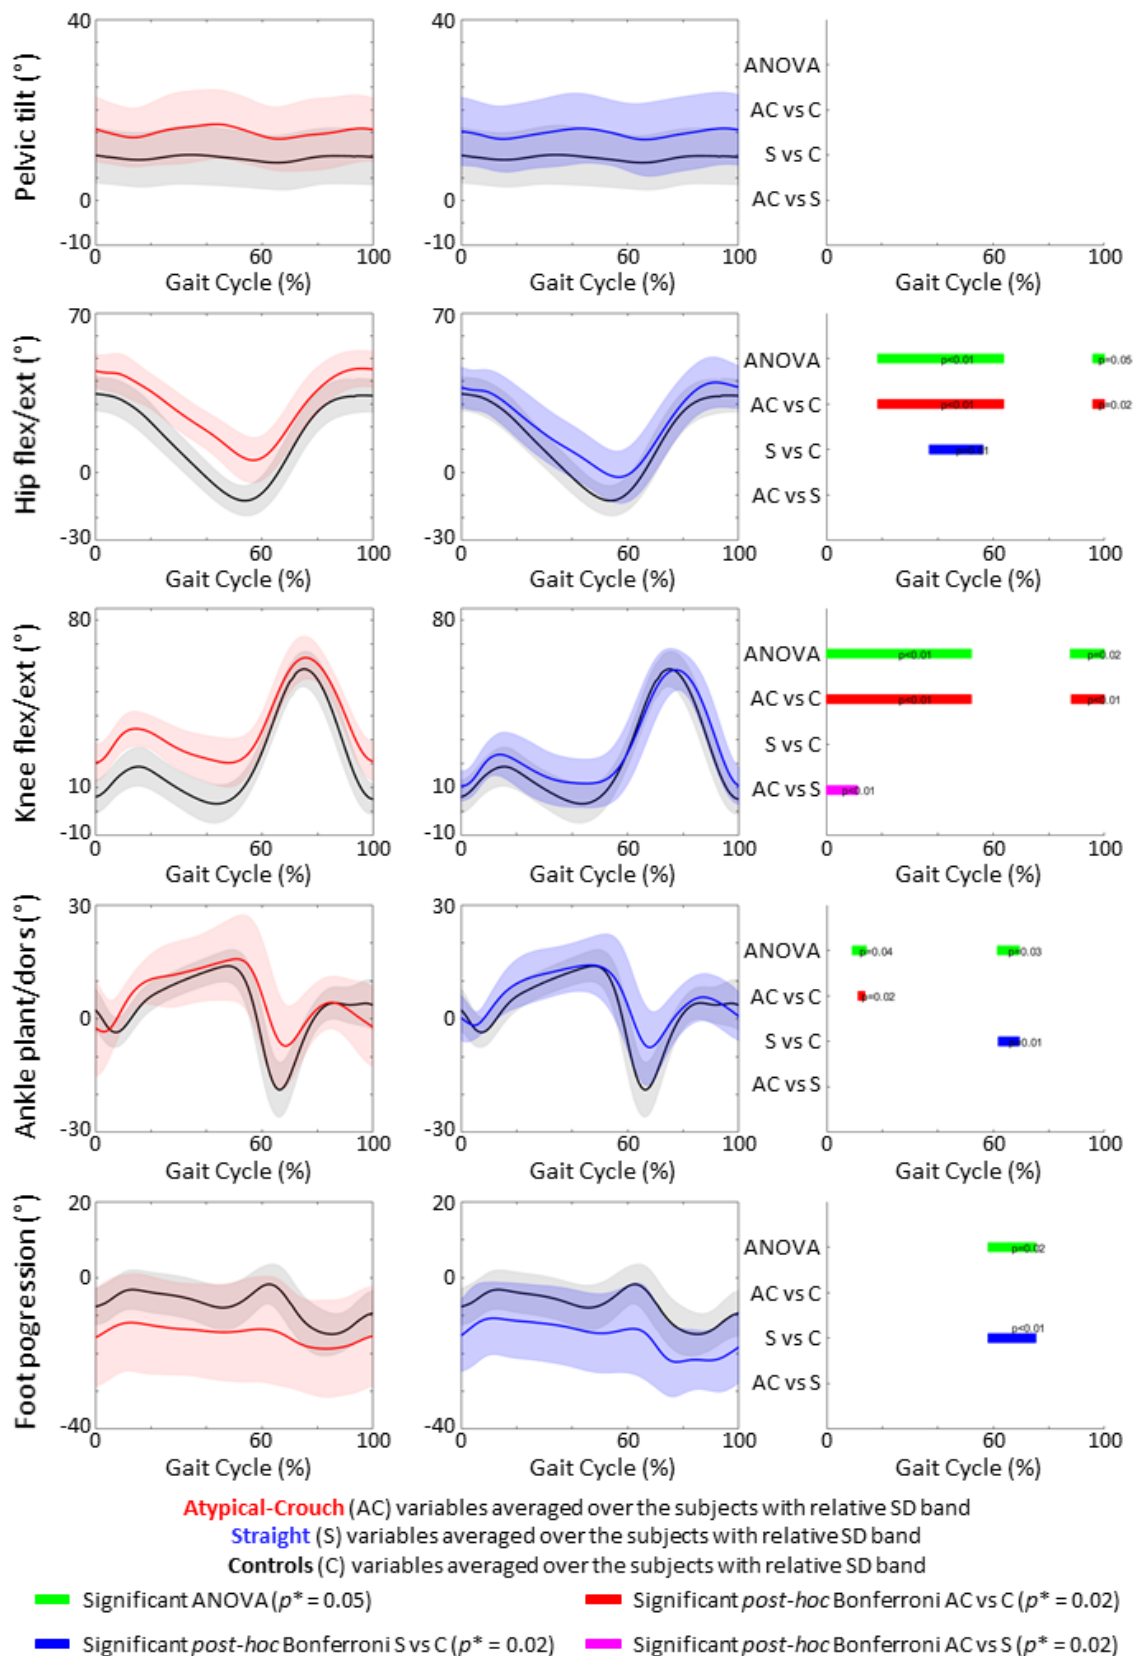 40
Pelvic tilt (°)
0
-10
0 60 100
Gait Cycle (%)
0 60 100
Gait Cycle (%)
ANOVA
AC vs C
S vs C
AC vs S
0 60 100
Gait Cycle (%)
70
Hip flex/ext (°)
0
-30
0 60 100
Gait Cycle (%)
70
0
-30
0 60 100
Gait Cycle (%)
ANOVA p<0.01 p=0.05
AC vs C p<0.01 p=0.02
S vs C p<0.01
AC vs S
0 60 100
Gait Cycle (%)
80
Knee flex/ext (°)
10
-10
0 60 100
Gait Cycle (%)
80
10
-10
0 60 100
Gait Cycle (%)
ANOVA p<0.01 p=0.02
AC vs C p<0.01 p<0.01
S vs C
AC vs S p<0.01
0 60 100
Gait Cycle (%)
30
Ankle plant/dors (°)
0
-30
0 60 100
Gait Cycle (%)
30
0
-30
0 60 100
Gait Cycle (%)
ANOVA p=0.04 p=0.03
AC vs C p=0.02
S vs C p=0.01
AC vs S
0 60 100
Gait Cycle (%)
20
Foot pogression (°)
0
-40
0 60 100
Gait Cycle (%)
20
0
-40
0 60 100
Gait Cycle (%)
ANOVA p=0.02
AC vs C
S vs C p<0.01
AC vs S
0 60 100
Gait Cycle (%)
Atypical-Crouch (AC) variables averaged over the subjects with relative SD band
Straight (S) variables averaged over the subjects with relative SD band
Controls (C) variables averaged over the subjects with relative SD band
Significant ANOVA (p* = 0.05)
Significant post-hoc Bonferroni AC vs C (p* = 0.02)
Significant post-hoc Bonferroni S vs C (p* = 0.02)
Significant post-hoc Bonferroni AC vs S (p* = 0.02)